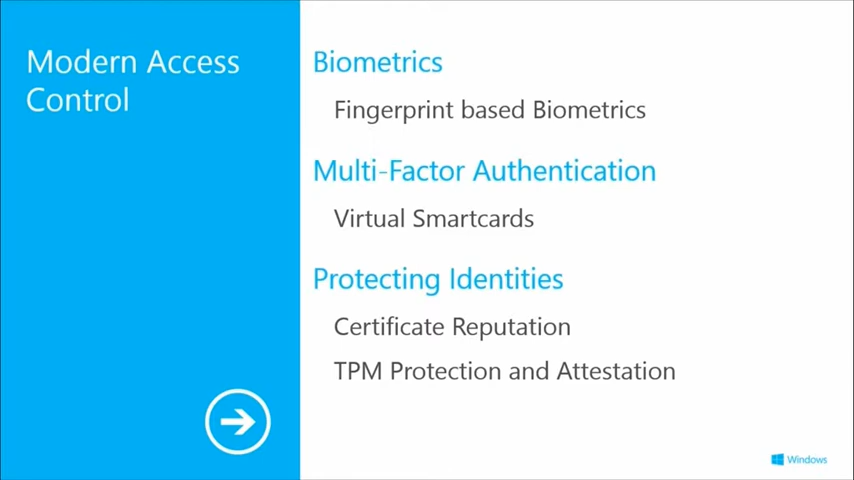 Modern Access
Control
Biometrics
Fingerprint based Biometrics
Multi-Factor Authentication
Virtual Smartcards
Protecting Identities
Certificate Reputation
TPM Protection and Attestation
Windows